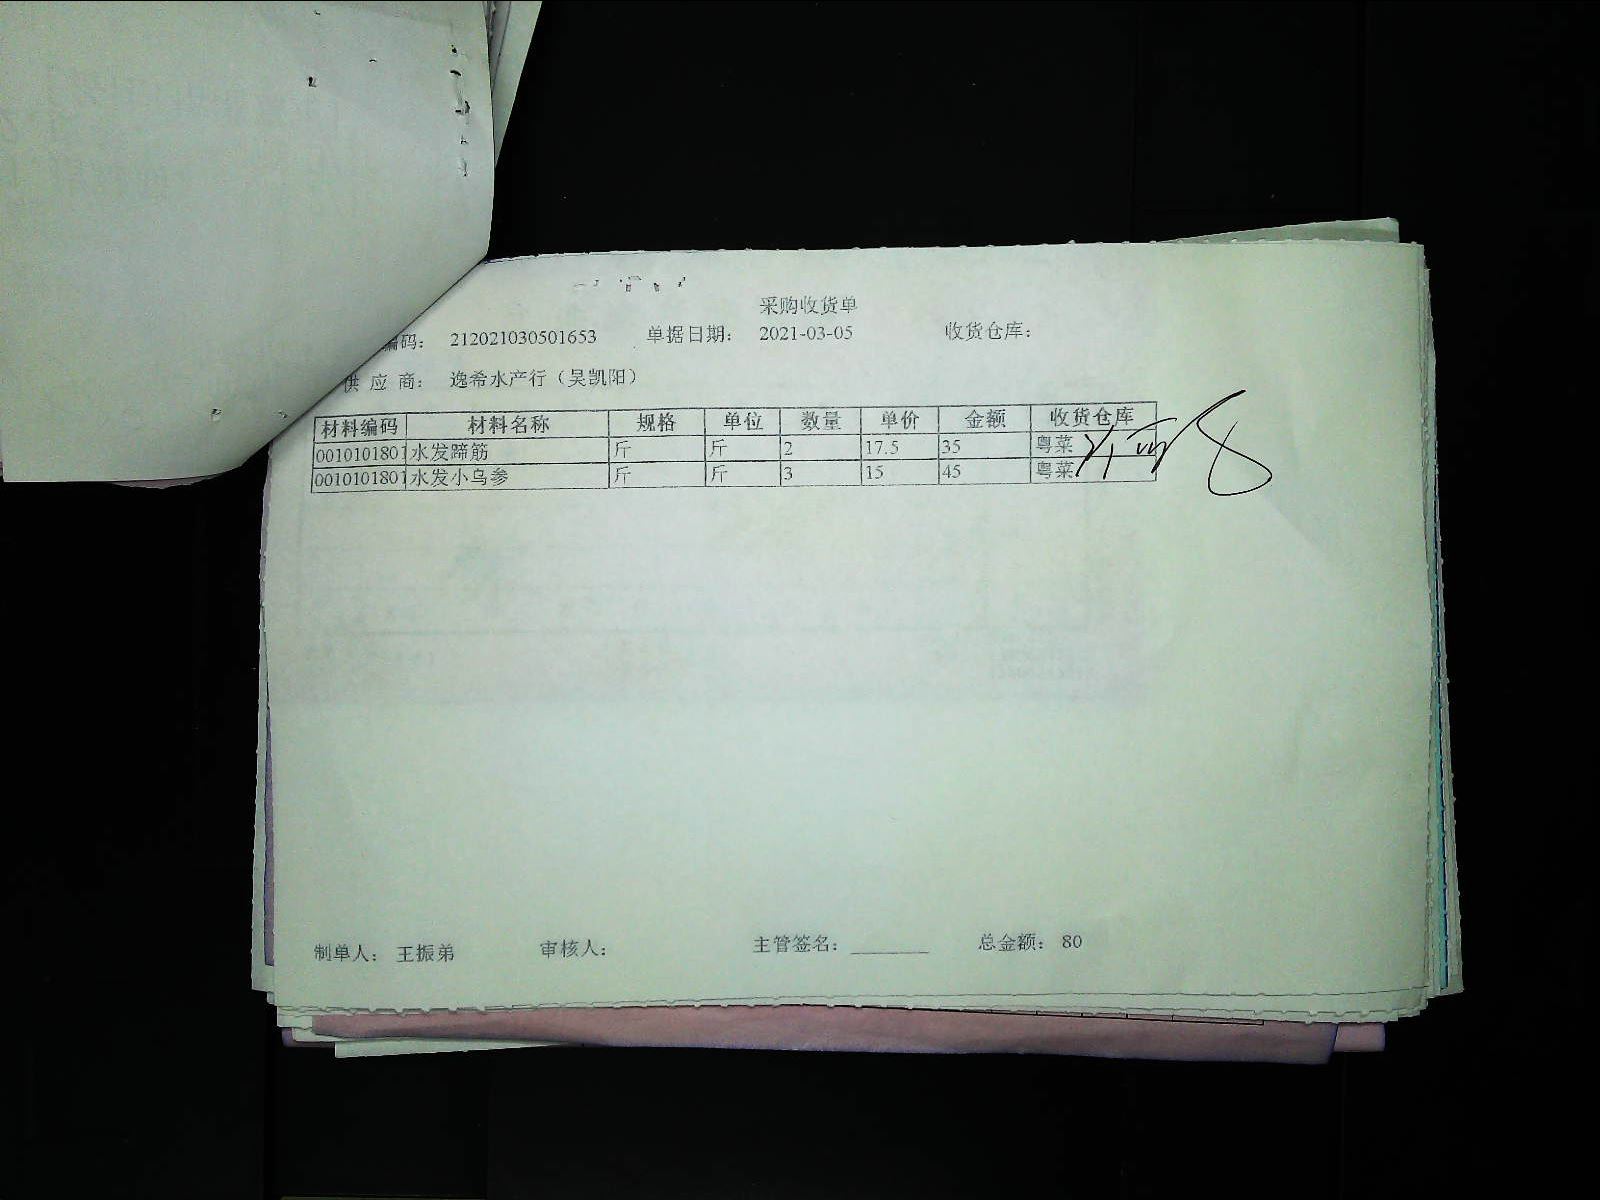 采购收货单
编码： 212021030501653 单据日期： 2021-03-05 收货仓库：
供 应 商： 逸希水产行（吴凯阳）
材料编码 材料名称 规格 单位 数量 单价 金额 收货仓库
0010101801 水发蹄筋 斤 斤 2 17.5 35 粤菜
0010101801 水发小乌参 斤 斤 3 15 45 粤菜
制单人： 王振弟 审核人： 主管签名： ________ 总金额： 80